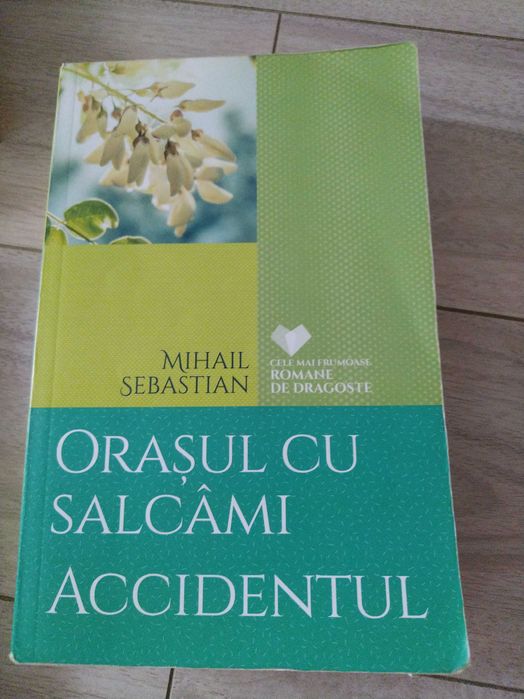 MIHAIL
SEBASTIAN
CELE MAI FRUMOASE
ROMANE
DE DRAGOSTE
ORAȘUL CU
SALCÂMI
ACCIDENTUL